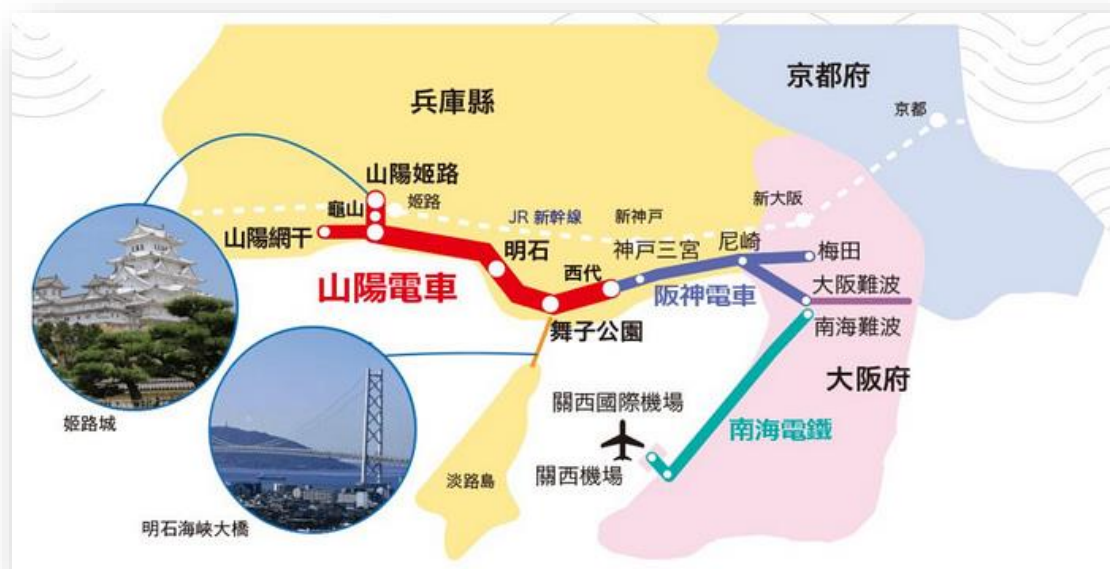 京都府
兵庫縣
京都
山陽姫路
姫路
龜山
新大阪
JR 新幹線
新神戸
山陽網干
明石
神戸三宮
尼崎
梅田
西代
山陽電車
阪神電車
大阪難波
舞子公園
南海難波
大阪府
關西國際機場
姬路城
南海電鐵
淡路島
關西機場
明石海峽大橋